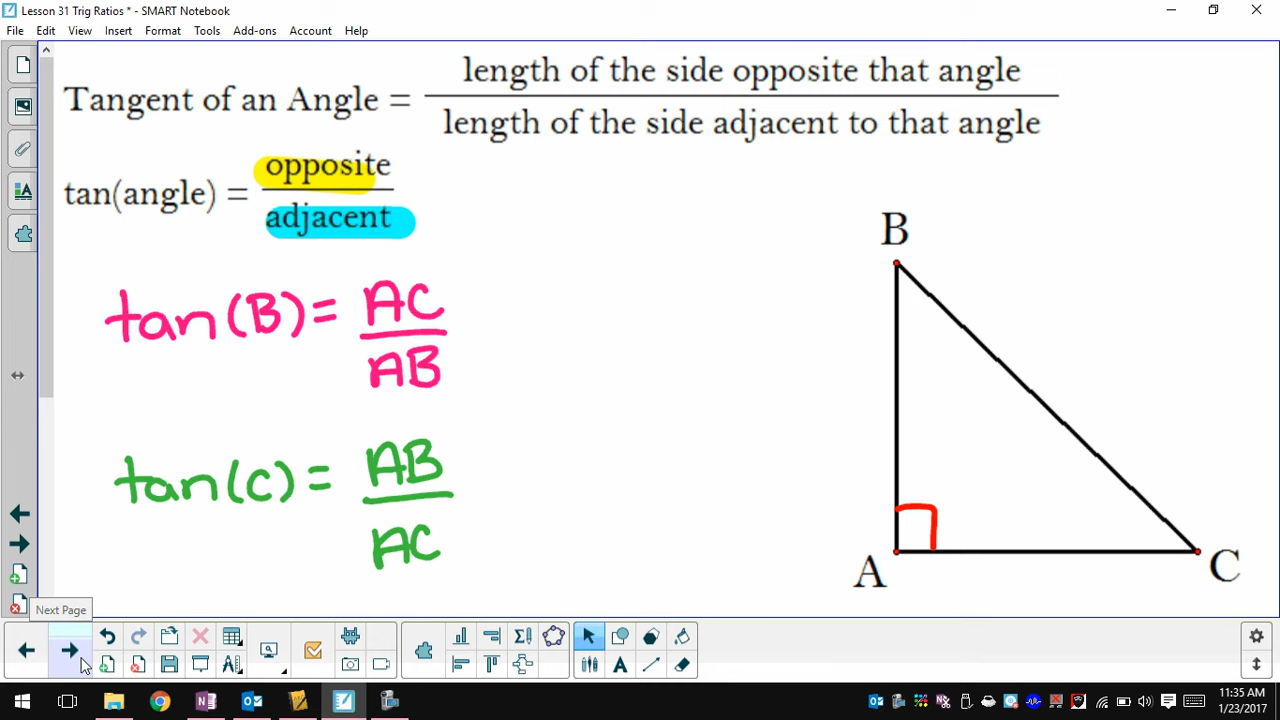 Lesson 31 Trig Ratios * - SMART Notebook
File Edit View Insert Format Tools Add-ons Account Help
length of the side opposite that angle
Tangent of an Angle =
length of the side adjacent to that angle
opposite
tan(angle) =
adjacent
B
tan(B) = AC
AB
tan(C) = AB
AC
A
C
Next Page
11:35 AM
1/23/2017